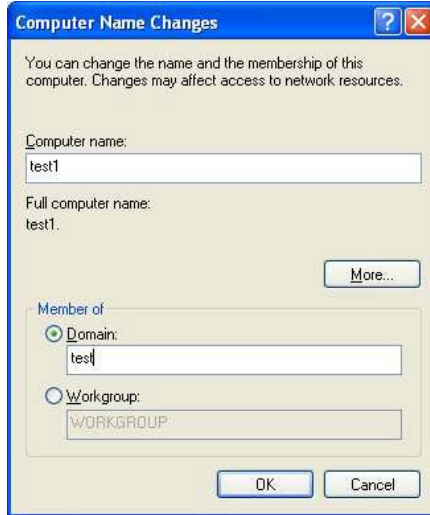 Computer Name Changes
You can change the name and the membership of this
computer. Changes may affect access to network resources.
Computer name:
test1
Full computer name:
test1.
More...
Member of
Domain:
test
Workgroup:
WORKGROUP
OK Cancel